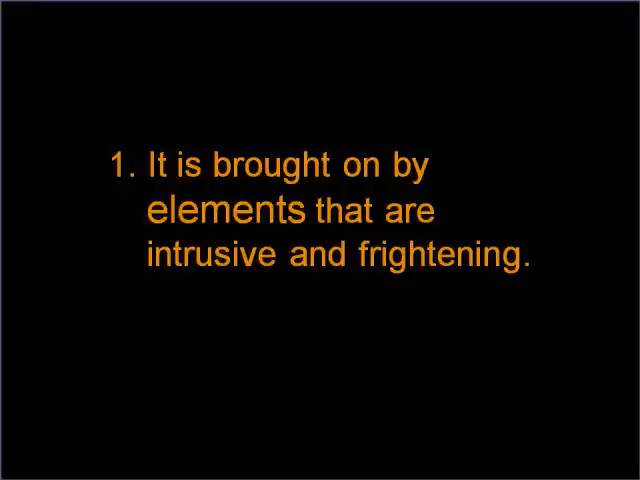 1. It is brought on by
elements that are
intrusive and frightening.